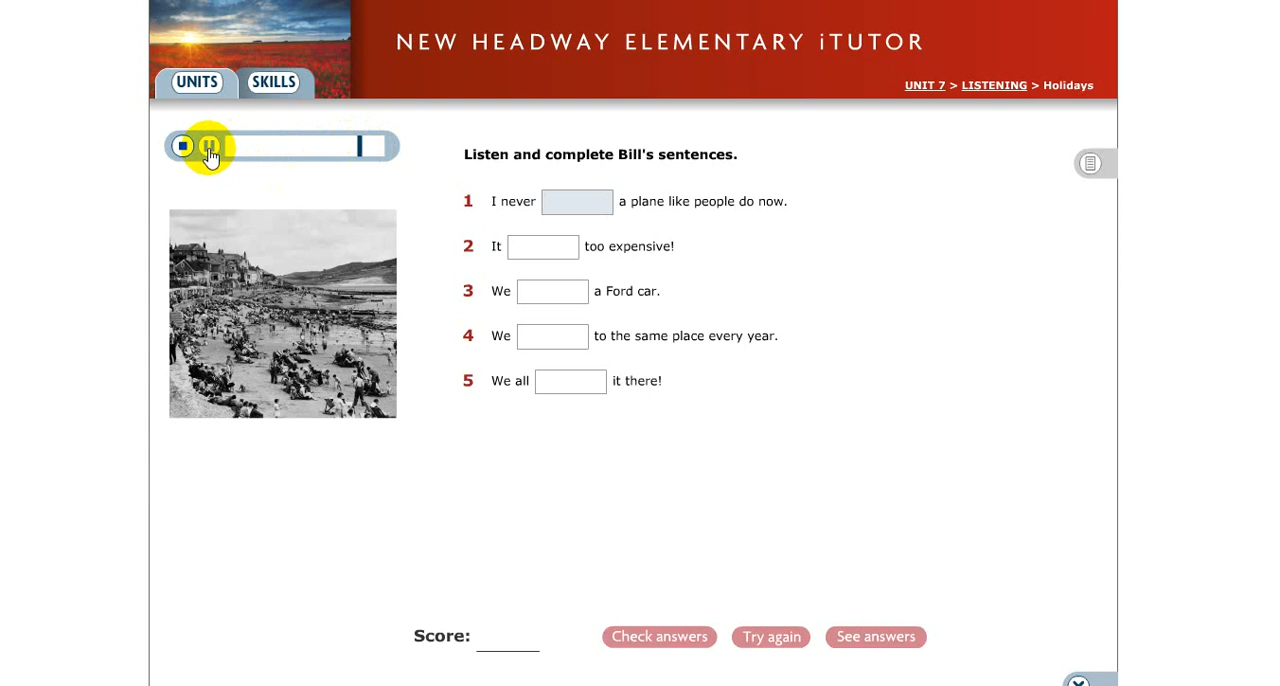 NEW HEADWAY ELEMENTARY iTUTOR
UNITS
SKILLS
UNIT 7 > LISTENING > Holidays
Listen and complete Bill's sentences.
1 I never a plane like people do now.
2 It too expensive!
3 We a Ford car.
4 We to the same place every year.
5 We all it there!
Score:
Check answers
Try again
See answers